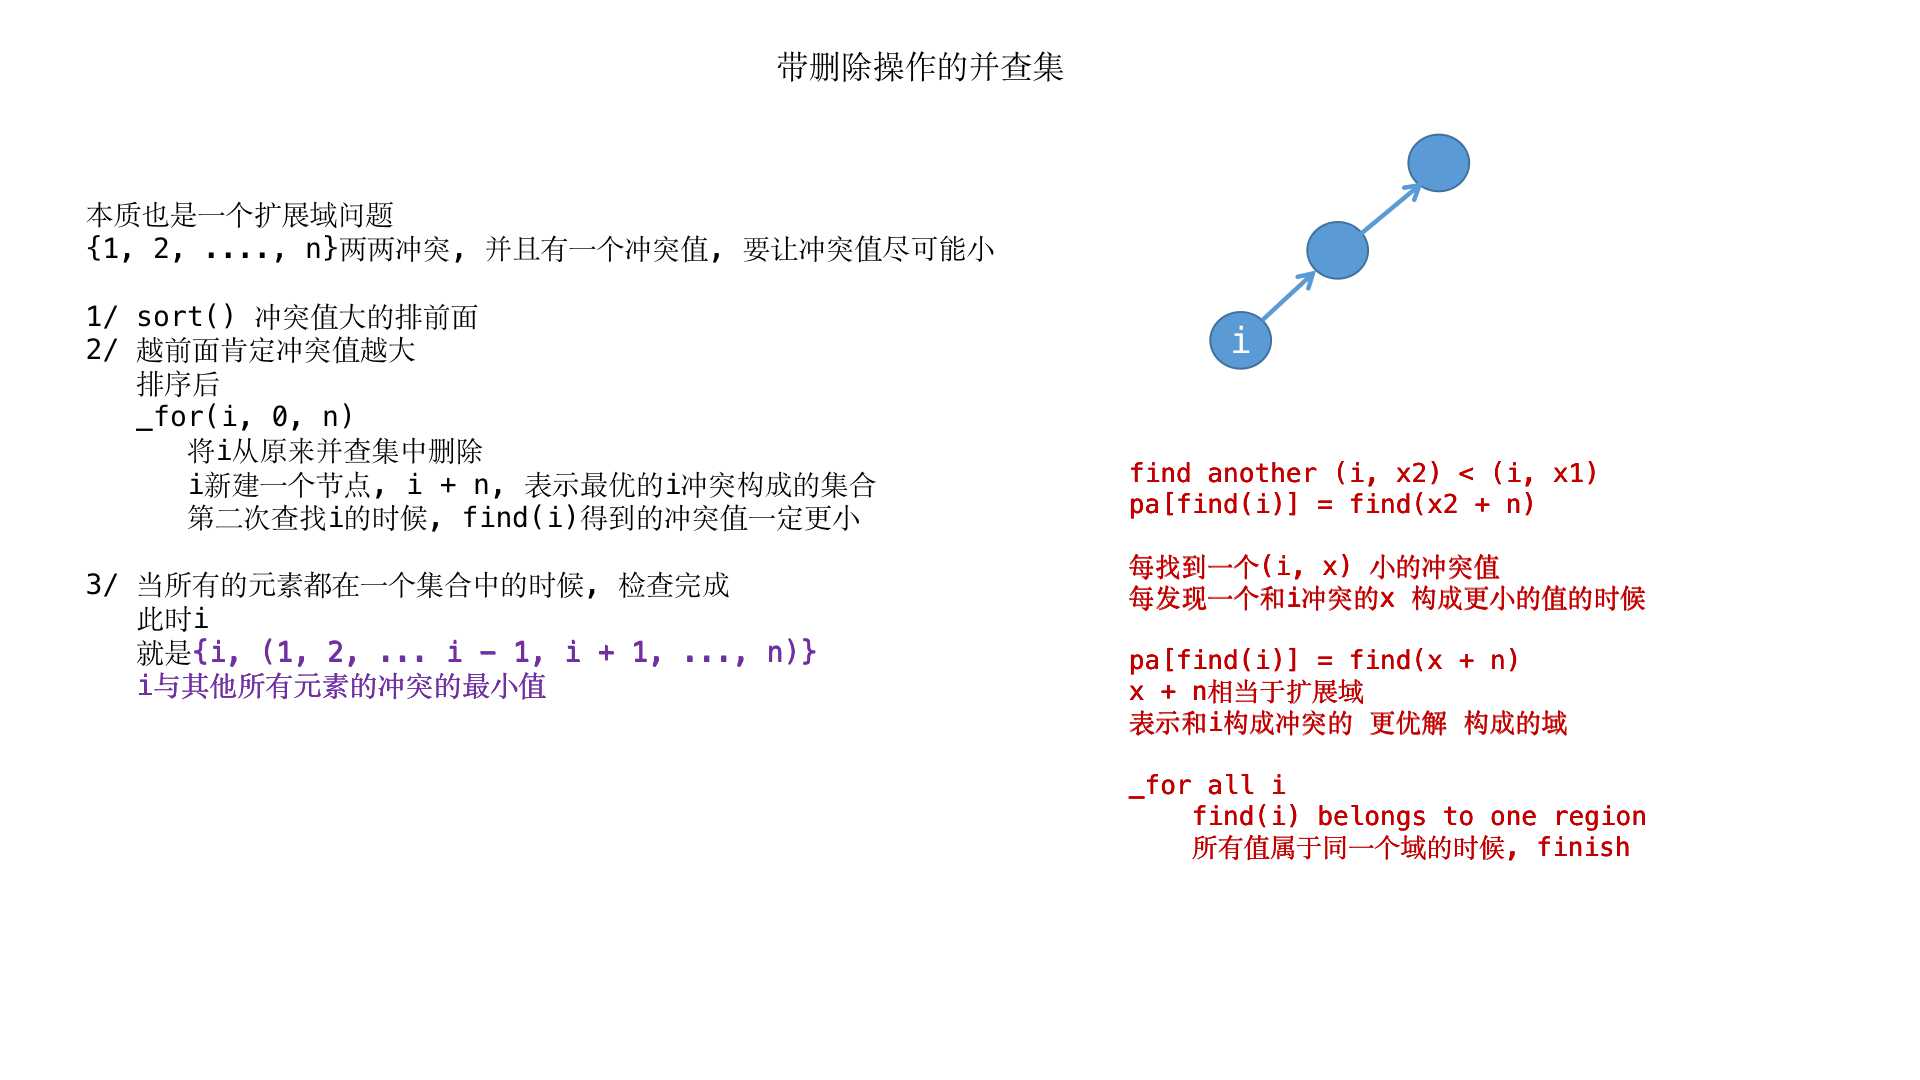 带删除操作的并查集
本质也是一个扩展域问题
{1, 2, ...., n}两两冲突, 并且有一个冲突值, 要让冲突值尽可能小
1/ sort() 冲突值大的排前面
2/ 越前面肯定冲突值越大
排序后
_for(i, 0, n)
将i从原来并查集中删除
i新建一个节点, i + n, 表示最优的i冲突构成的集合
第二次查找i的时候, find(i)得到的冲突值一定更小
3/ 当所有的元素都在一个集合中的时候, 检查完成
此时i
就是{i, (1, 2, ... i - 1, i + 1, ..., n)}
i与其他所有元素的冲突的最小值
i
find another (i, x2) < (i, x1)
pa[find(i)] = find(x2 + n)
每找到一个(i, x) 小的冲突值
每发现一个和i冲突的x 构成更小的值的时候
pa[find(i)] = find(x + n)
x + n相当于扩展域
表示和i构成冲突的 更优解 构成的域
_for all i
find(i) belongs to one region
所有值属于同一个域的时候, finish